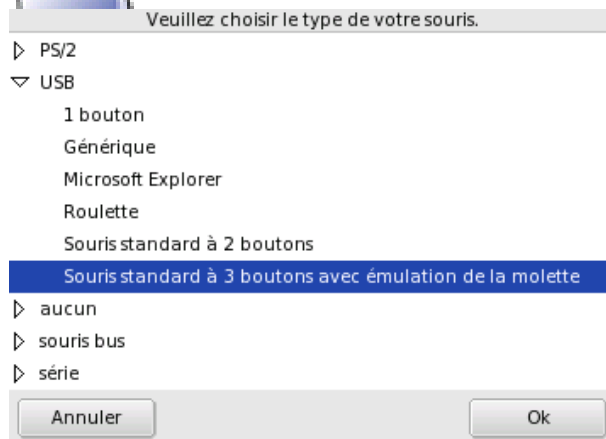 Veuillez choisir le type de votre souris.
PS/2
USB
1 bouton
Générique
Microsoft Explorer
Roulette
Souris standard à 2 boutons
Souris standard à 3 boutons avec émulation de la molette
aucun
souris bus
série
Annuler
Ok